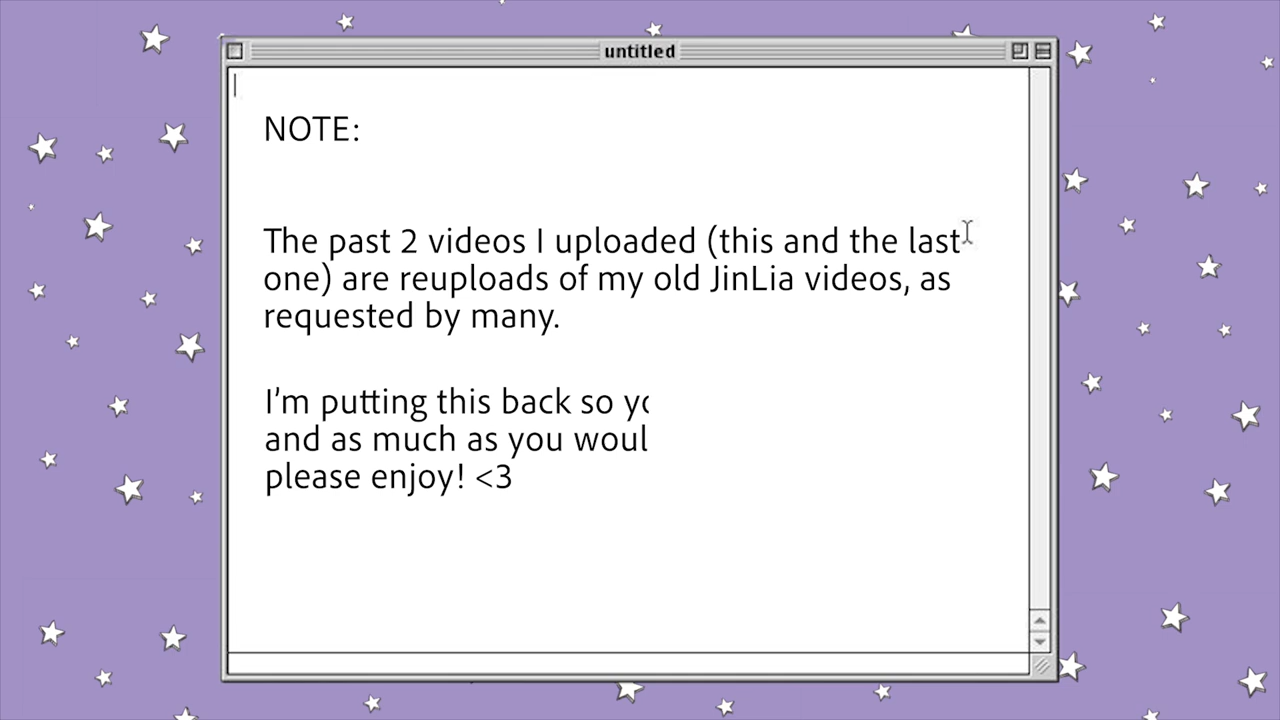 untitled
NOTE:
The past 2 videos I uploaded (this and the last
one) are reuploads of my old JinLia videos, as
requested by many.
I'm putting this back so
and as much as you
please enjoy! <3